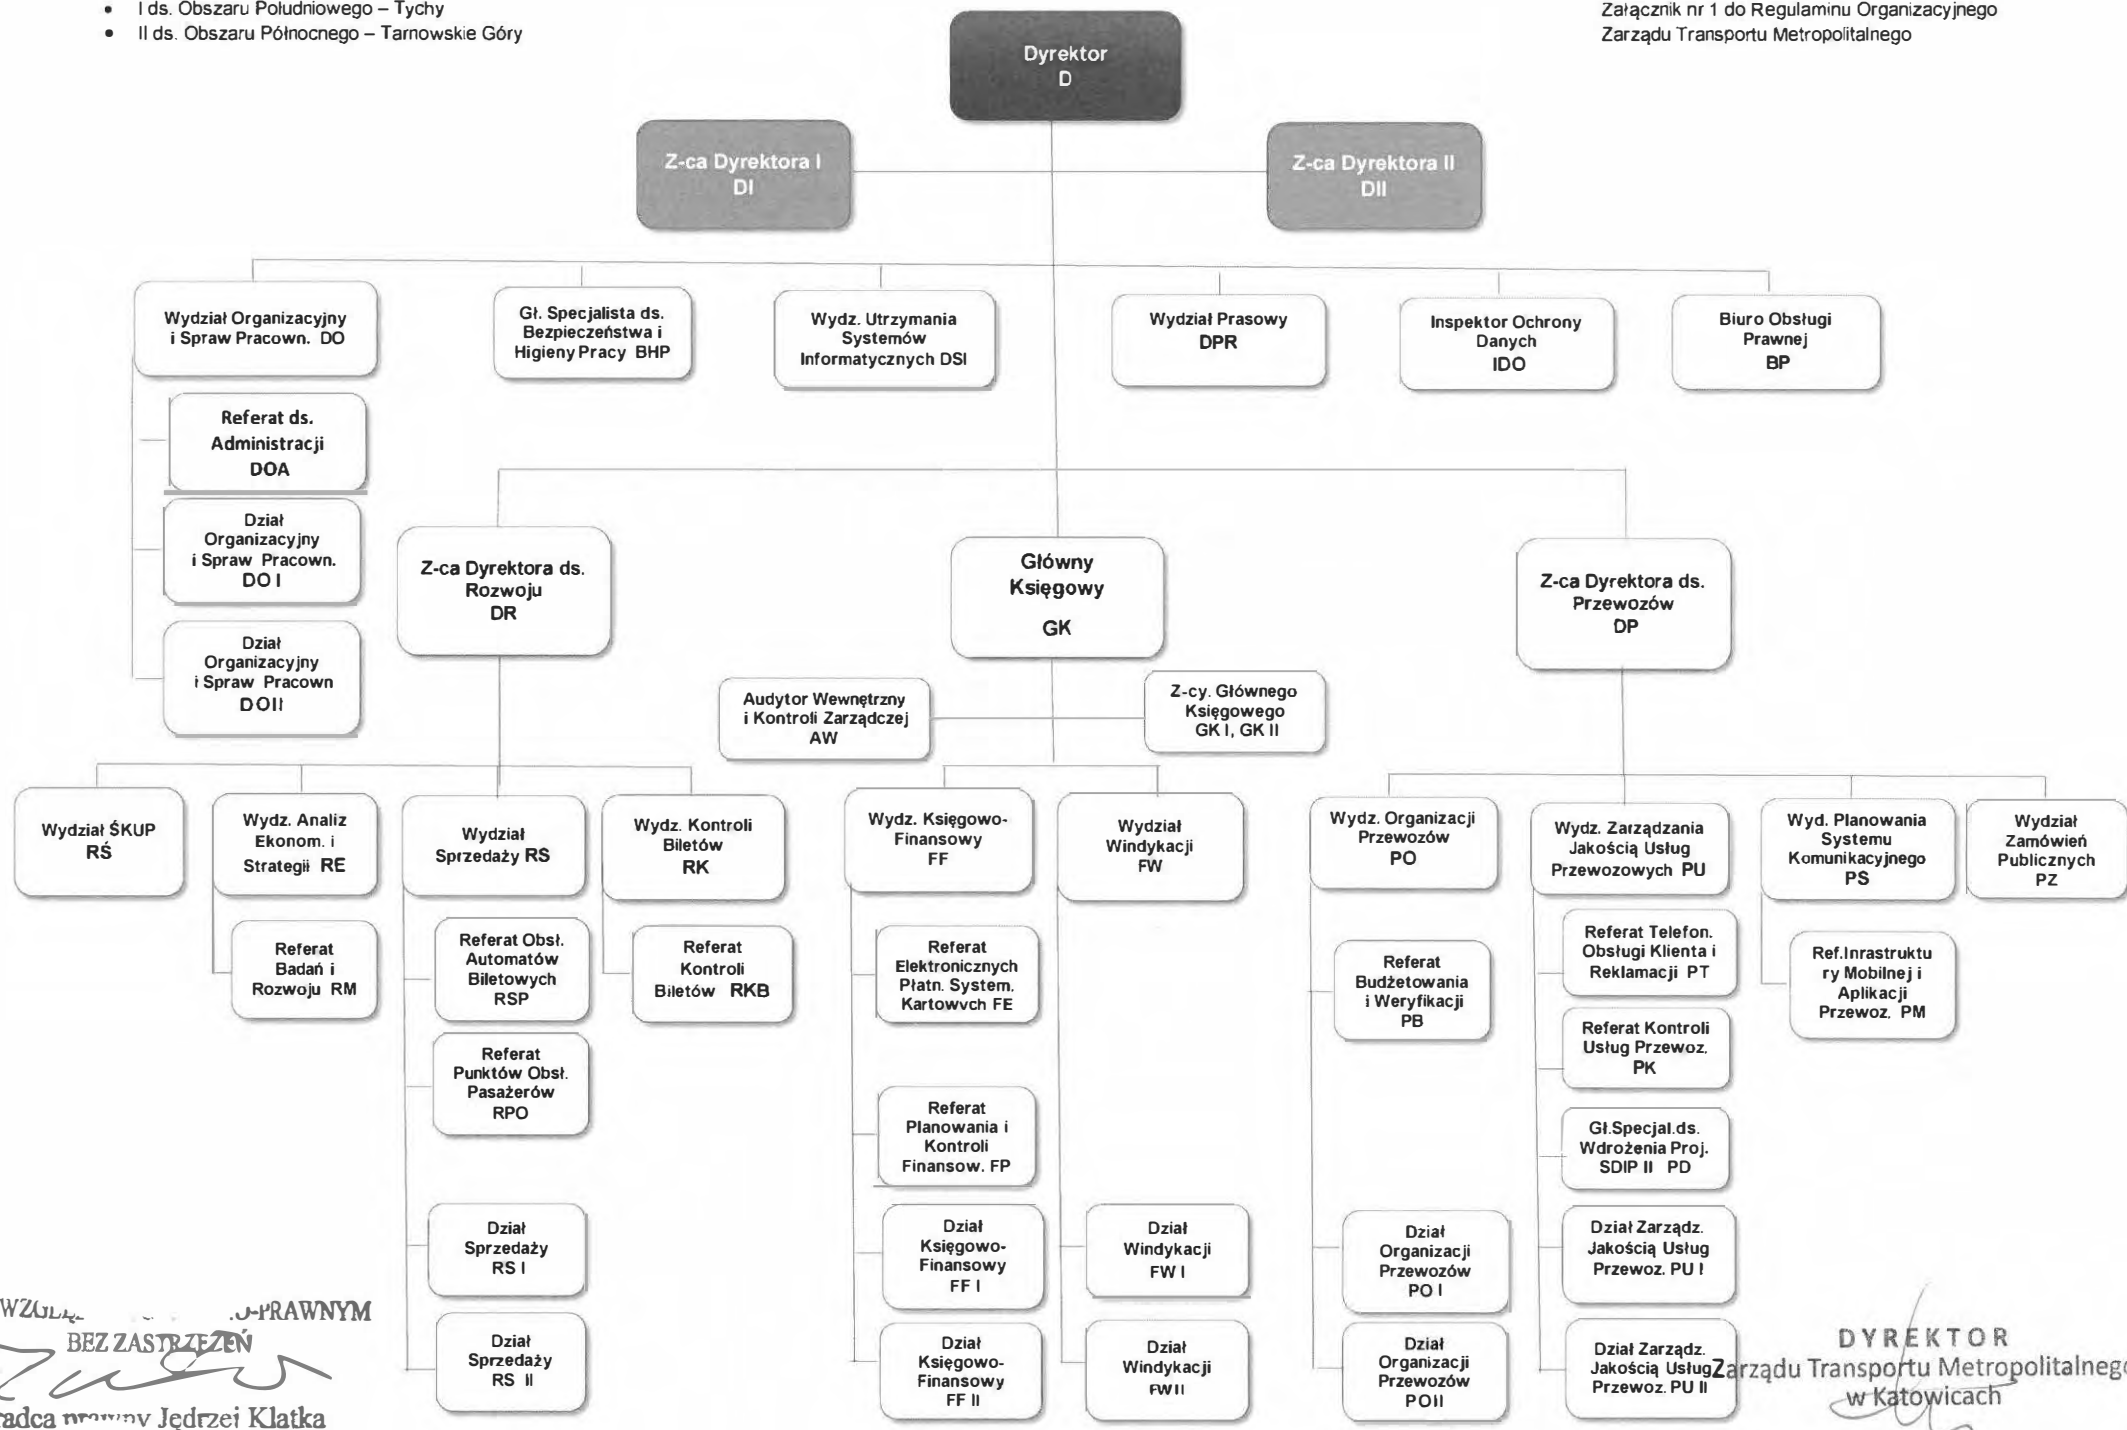 • I ds. Obszaru Południowego – Tychy
• II ds. Obszaru Północnego – Tarnowskie Góry
Załącznik nr 1 do Regulaminu Organizacyjnego
Zarządu Transportu Metropolitalnego
Dyrektor
D
Z-ca Dyrektora I
DI
Z-ca Dyrektora II
DII
Wydział Organizacyjny
i Spraw Pracown. DO
Gł. Specjalista ds.
Bezpieczeństwa i
Higieny Pracy BHP
Wydz. Utrzymania
Systemów
Informatycznych DSI
Wydział Prasowy
DPR
Inspektor Ochrony
Danych
IDO
Biuro Obsługi
Prawnej
BP
Referat ds.
Administracji
DOA
Dział
Organizacyjny
i Spraw Pracown.
DO I
Dział
Organizacyjny
i Spraw Pracown
DOII
Z-ca Dyrektora ds.
Rozwoju
DR
Główny
Księgowy
GK
Z-ca Dyrektora ds.
Przewozów
DP
Audytor Wewnętrzny
i Kontroli Zarządczej
AW
Z-cy. Głównego
Księgowego
GK I, GK II
Wydział ŚKUP
RŚ
Wydz. Analiz
Ekonom. i
Strategii RE
Wydział
Sprzedaży RS
Wydz. Kontroli
Biletów
RK
Wydz. Księgowo-
Finansowy
FF
Wydział
Windykacji
FW
Wydz. Organizacji
Przewozów
PO
Wydz. Zarządzania
Jakością Usług
Przewozowych PU
Wyd. Planowania
Systemu
Komunikacyjnego
PS
Wydział
Zamówień
Publicznych
PZ
Referat
Badań i
Rozwoju RM
Referat Obsł.
Automatów
Biletowych
RSP
Referat
Kontroli
Biletów RKB
Referat
Elektronicznych
Płatn. System.
Kartowych FE
Referat
Budżetowania
i Weryfikacji
PB
Referat Telefon.
Obsługi Klienta i
Reklamacji PT
Ref.Inrastruktu
ry Mobilnej i
Aplikacji
Przewoz. PM
Referat
Punktów Obsł.
Pasażerów
RPO
Referat Kontroli
Usług Przewoz.
PK
Referat
Planowania i
Kontroli
Finansow. FP
Gł.Specjal.ds.
Wdrożenia Proj.
SDIP II PD
Dział
Sprzedaży
RS I
Dział
Księgowo-
Finansowy
FF I
Dział
Windykacji
FW I
Dział
Organizacji
Przewozów
PO I
Dział Zarządz.
Jakością Usług
Przewoz. PU I
Dział
Sprzedaży
RS II
Dział
Księgowo-
Finansowy
FF II
Dział
Windykacji
FWII
Dział
Organizacji
Przewozów
POII
Dział Zarządz.
Jakością Usług
Przewoz. PU II
BEZ ZASTRZEŻEŃ
Jędrzej Klatka
DYREKTOR
Zarządu Transportu Metropolitalnego
w Katowicach